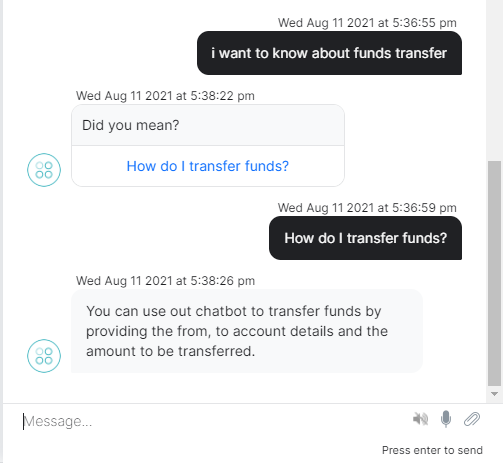 Wed Aug 11 2021 at 5:36:55 pm
i want to know about funds transfer
Wed Aug 11 2021 at 5:38:22 pm
Did you mean?
How do I transfer funds?
Wed Aug 11 2021 at 5:36:59 pm
How do I transfer funds?
Wed Aug 11 2021 at 5:38:26 pm
You can use out chatbot to transfer funds by
providing the from, to account details and the
amount to be transferred.
Message...
Press enter to send